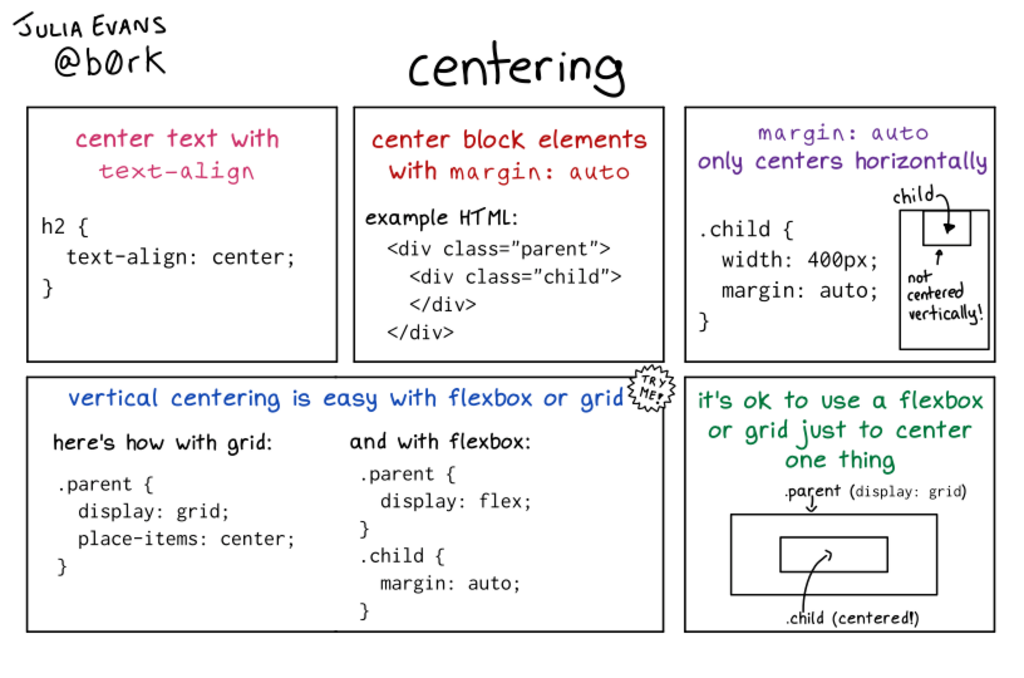 JULIA EVANS
@b0rk
centering
center text with
text-align
h2 {
text-align: center;
}
center block elements
with margin: auto
example HTML:
<div class="parent">
<div class="child">
</div>
</div>
margin: auto
only centers horizontally
.child {
width: 400px;
margin: auto;
}
child
not
centered
vertically!
vertical centering is easy with flexbox or grid
TRY
ME!
here's how with grid:
.parent {
display: grid;
place-items: center;
}
and with flexbox:
.parent {
display: flex;
}
.child {
margin: auto;
}
it's ok to use a flexbox
or grid just to center
one thing
.parent (display: grid)
.child (centered!)